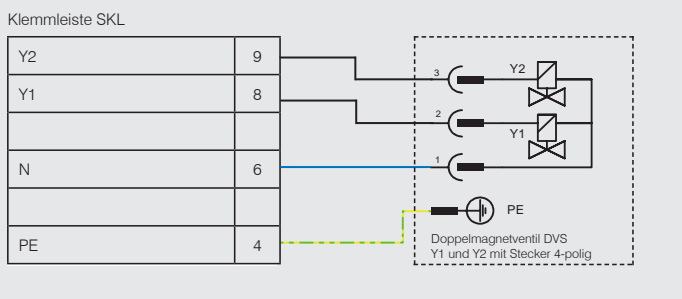 Klemmleiste SKL
Y2 9
3
Y2
Y1 8
2
Y1
N 6
1
PE
PE 4
Doppelmagnetventil DVS
Y1 und Y2 mit Stecker 4-polig